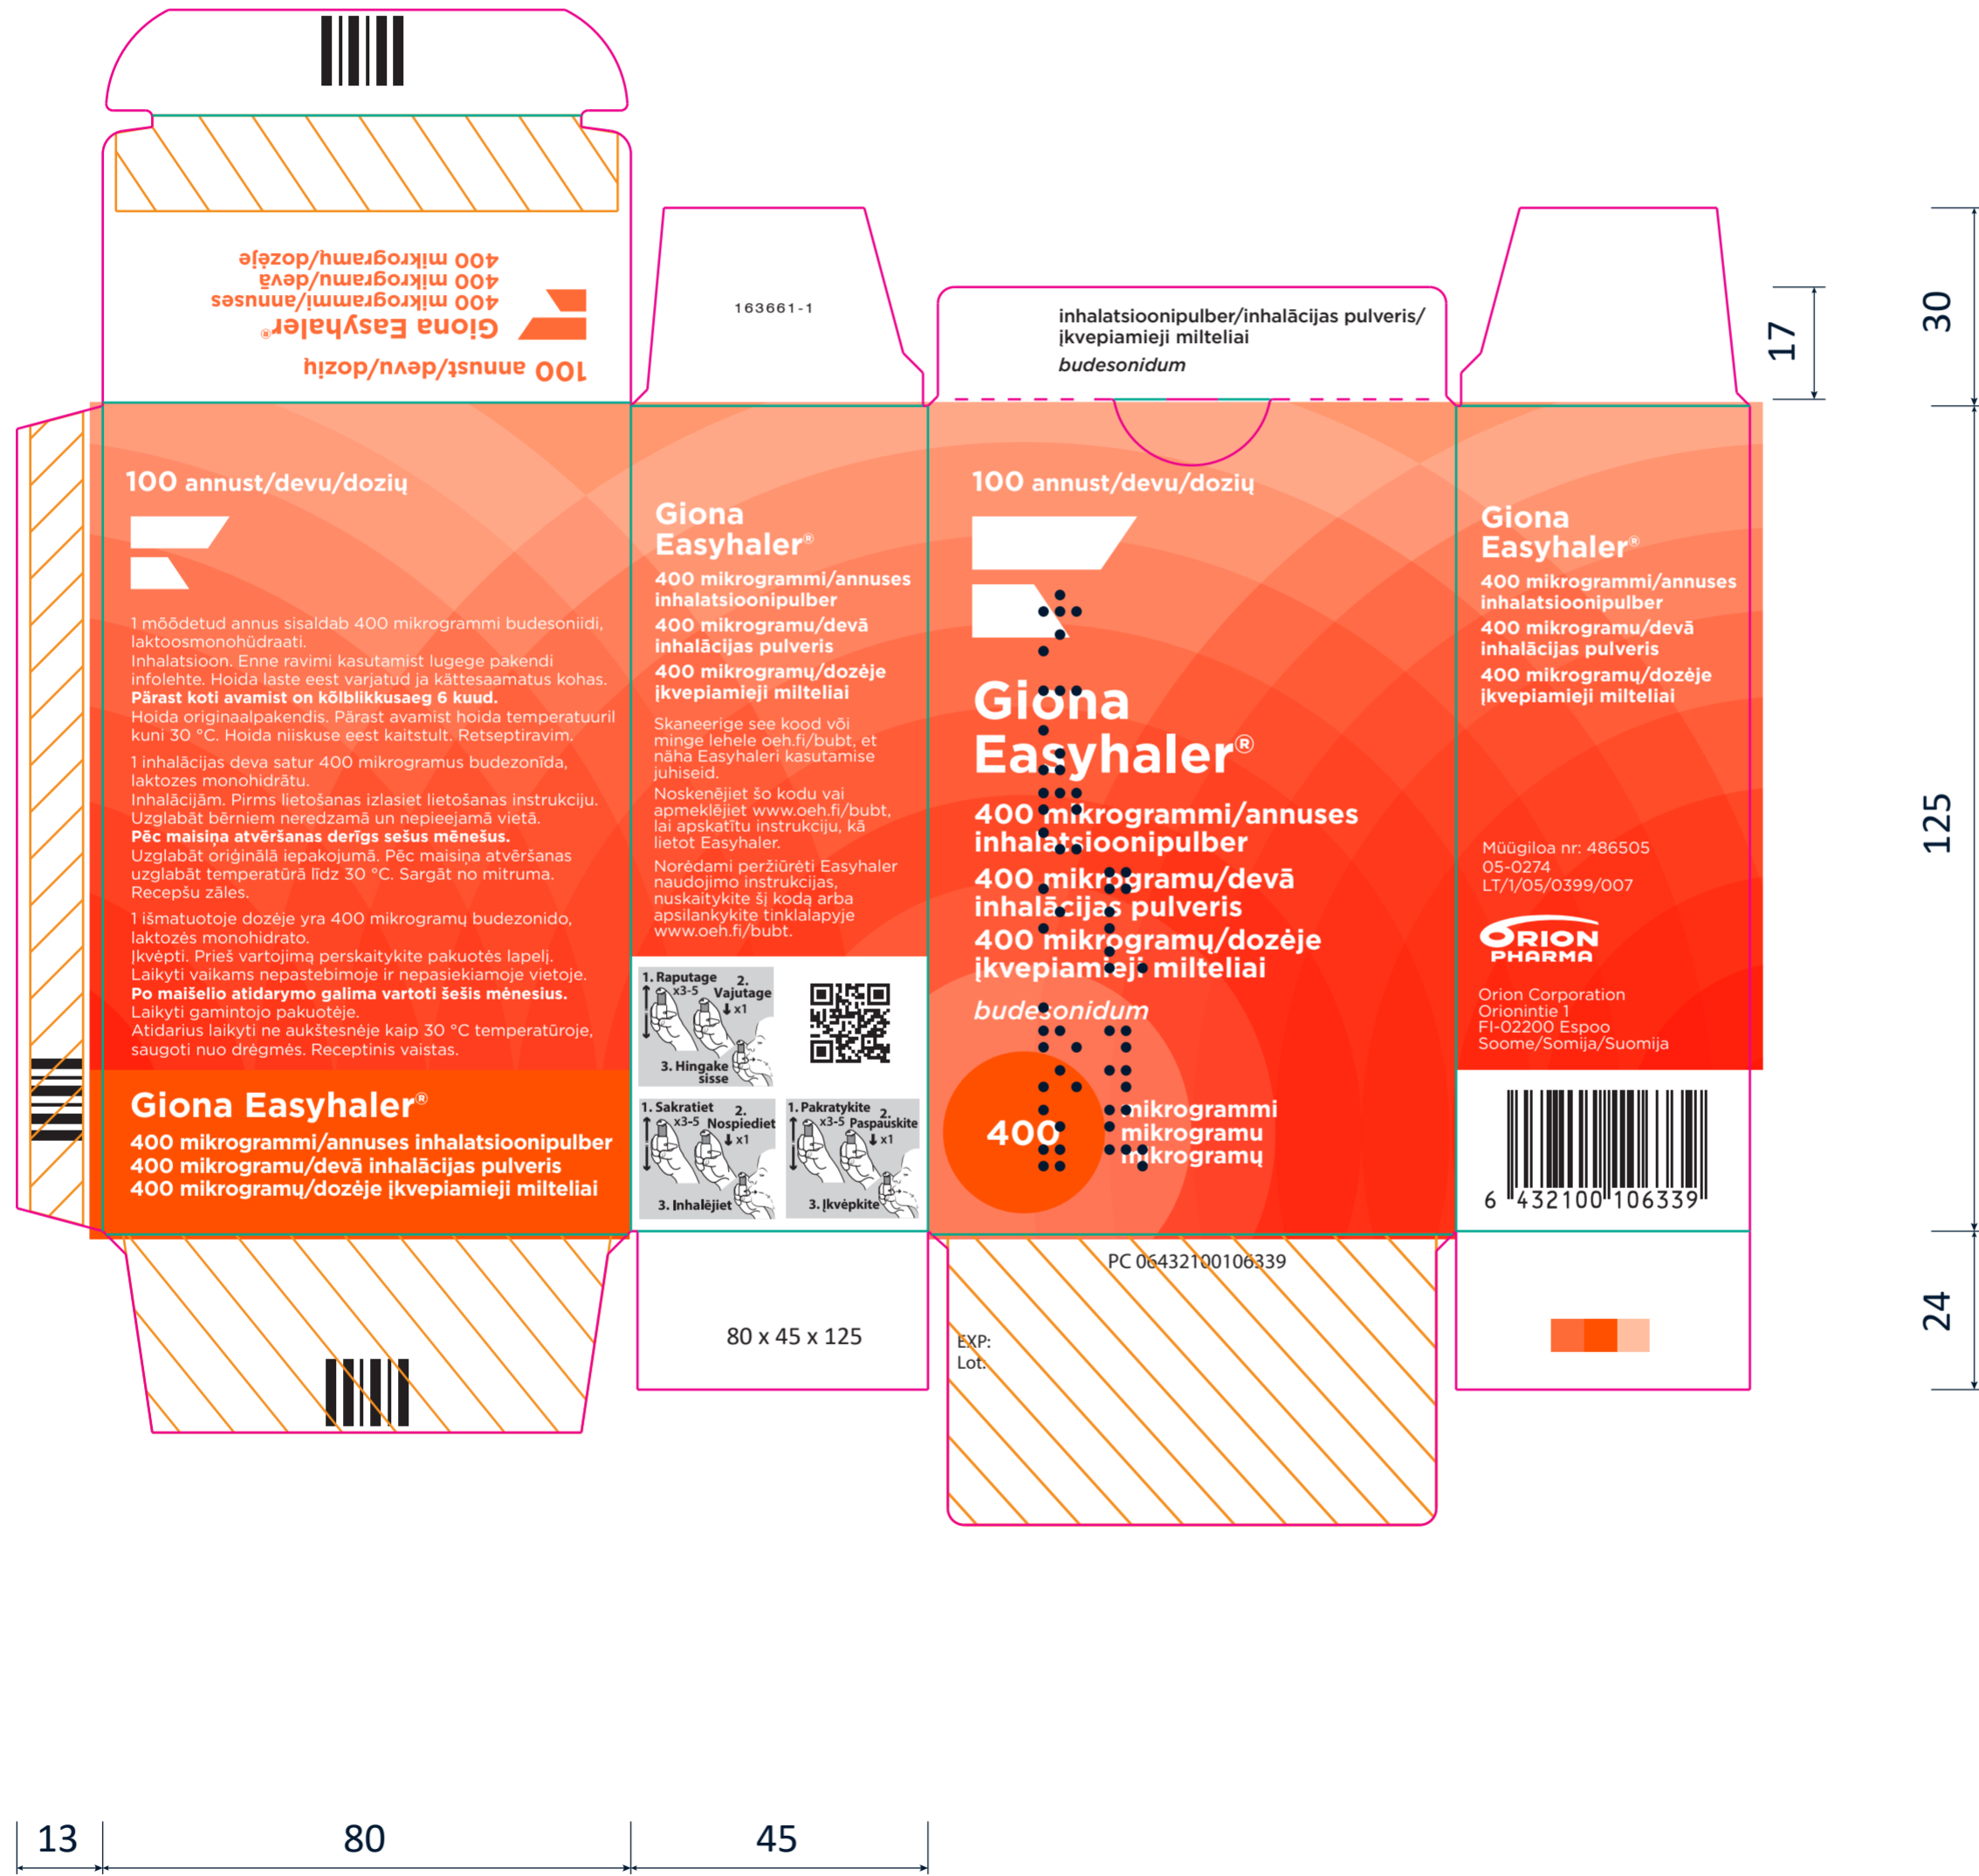 100 annust/devu/dozių
Giona Easyhaler®
400 mikrogrammi/annuses
400 mikrogramu/devā
400 mikrogramų/dozėje
163661-1
inhalatsioonipulber/inhalācijas pulveris/
įkvepiamieji milteliai
budesonidum
17
30
125
24
100 annust/devu/dozių
1 mõõdetud annus sisaldab 400 mikrogrammi budesoniidi,
laktoosmonohüdraati.
Inhalatsioon. Enne ravimi kasutamist lugege pakendi
infolehte. Hoida laste eest varjatud ja kättesaamatus kohas.
Pärast koti avamist on kõlblikkusaeg 6 kuud.
Hoida originaalpakendis. Pärast avamist hoida temperatuuril
kuni 30 °C. Hoida niiskuse eest kaitstult. Retseptiravim.
1 inhalācijas deva satur 400 mikrogramus budezonīda,
laktozes monohidrātu.
Inhalācijām. Pirms lietošanas izlasiet lietošanas instrukciju.
Uzglabāt bērniem neredzamā un nepieejamā vietā.
Pēc maisiņa atvēršanas derīgs sešus mēnešus.
Uzglabāt oriģinālā iepakojumā. Pēc maisiņa atvēršanas
uzglabāt temperatūrā līdz 30 °C. Sargāt no mitruma.
Recepšu zāles.
1 išmatuotoje dozėje yra 400 mikrogramų budezonido,
laktozės monohidrato.
Įkvėpti. Prieš vartojimą perskaitykite pakuotės lapelį.
Laikyti vaikams nepastebimoje ir nepasiekiamoje vietoje.
Po maišelio atidarymo galima vartoti šešis mėnesius.
Laikyti gamintojo pakuotėje.
Atidarius laikyti ne aukštesnėje kaip 30 °C temperatūroje,
saugoti nuo drėgmės. Receptinis vaistas.
Giona Easyhaler®
400 mikrogrammi/annuses inhalatsioonipulber
400 mikrogramu/devā inhalācijas pulveris
400 mikrogramų/dozėje įkvepiamieji milteliai
Giona
Easyhaler®
400 mikrogrammi/annuses
inhalatsioonipulber
400 mikrogramu/devā
inhalācijas pulveris
400 mikrogramų/dozėje
įkvepiamieji milteliai
Skaneerige see kood või
minge lehele oeh.fi/bubt, et
näha Easyhaleri kasutamise
juhiseid.
Noskenējiet šo kodu vai
apmeklējiet www.oeh.fi/bubt,
lai apskatītu instrukciju, kā
lietot Easyhaler.
Norėdami peržiūrėti Easyhaler
naudojimo instrukcijas,
nuskaitykite šį kodą arba
apsilankykite tinklalapyje
www.oeh.fi/bubt.
1. Raputage
x3-5
2.
Vajutage
x1
3. Hingake
sisse
1. Sakratiet
x3-5
2.
Nospiediet
x1
3. Inhalējiet
1. Pakratykite
x3-5
2.
Paspauskite
x1
3. Įkvėpkite
100 annust/devu/dozių
Giona
Easyhaler®
400 mikrogrammi/annuses
inhalatsioonipulber
400 mikrogramu/devā
inhalācijas pulveris
400 mikrogramų/dozėje
įkvepiamieji milteliai
budesonidum
400
mikrogrammi
mikrogramu
mikrogramų
Giona
Easyhaler®
400 mikrogrammi/annuses
inhalatsioonipulber
400 mikrogramu/devā
inhalācijas pulveris
400 mikrogramų/dozėje
įkvepiamieji milteliai
Müügiloa nr: 486505
05-0274
LT/1/05/0399/007
ORION
PHARMA
Orion Corporation
Orionintie 1
FI-02200 Espoo
Soome/Somija/Suomija
6 432100 106339
80 x 45 x 125
PC 06432100106339
EXP:
Lot:
13
80
45